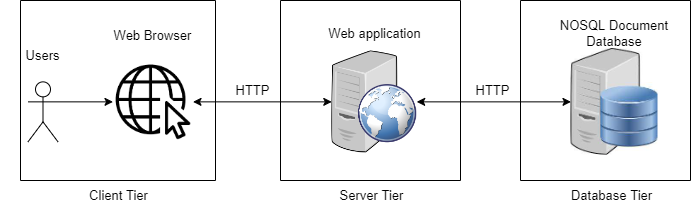 Users
Web Browser
HTTP
Web application
HTTP
NOSQL Document
Database
Client Tier
Server Tier
Database Tier